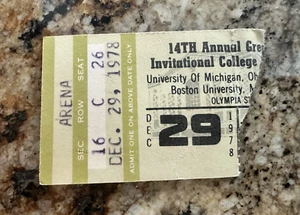 ARENA
SEC ROW SEAT
16 C 26
DEC. 29, 1978
ADMIT ONE ON ABOVE DATE ONLY
14TH Annual Gre
Invitational College
University of Michigan,
Boston University,
OLYMPIA ST
DEC
29
1978